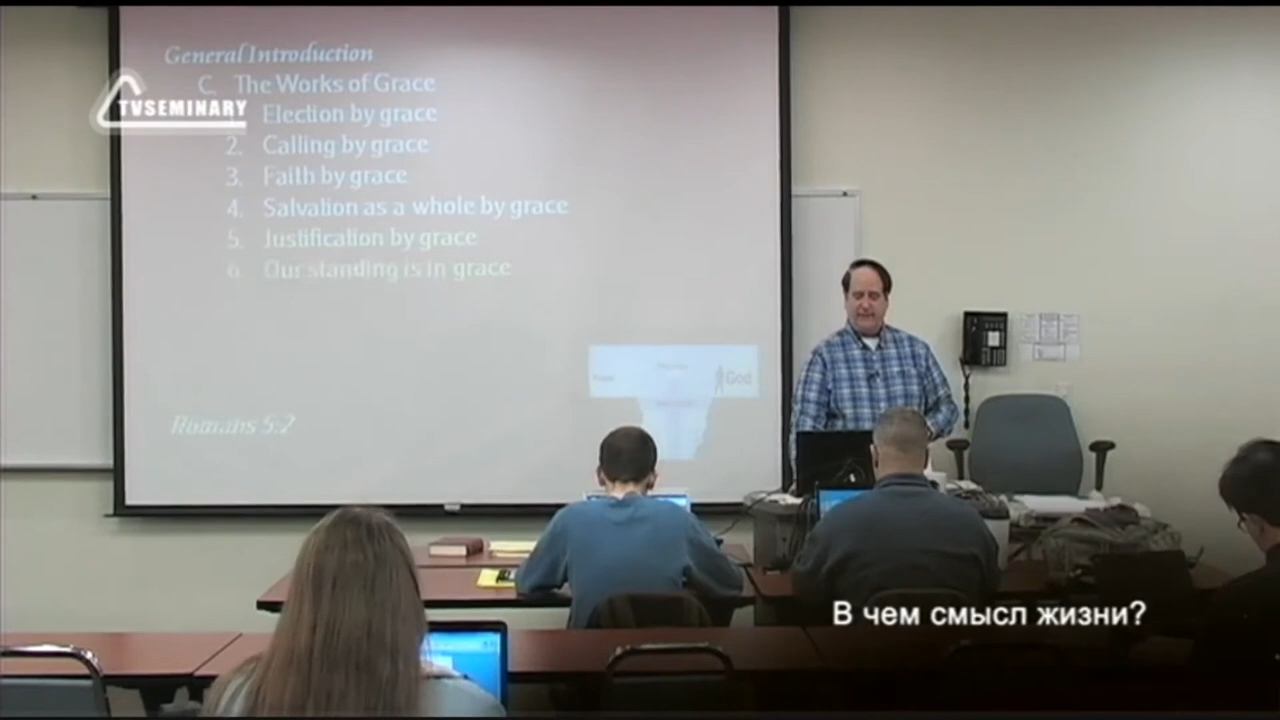 General Introduction
C. The Works of Grace
TVSEMINARY
Election by grace
2. Calling by grace
3. Faith by grace
4. Salvation as a whole by grace
5. Justification by grace
6. Our standing is in grace
God
Romans 5:2
В чем смысл жизни?